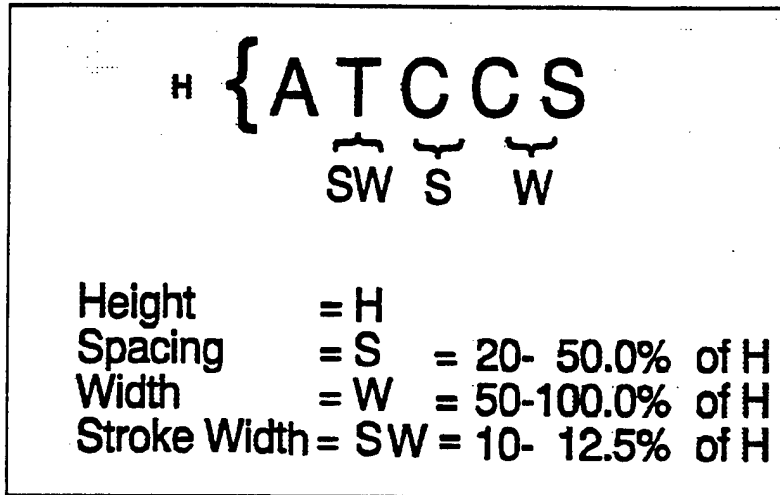 H { A T C C S
SW S W
Height = H
Spacing = S = 20- 50.0% of H
Width = W = 50-100.0% of H
Stroke Width = SW = 10- 12.5% of H